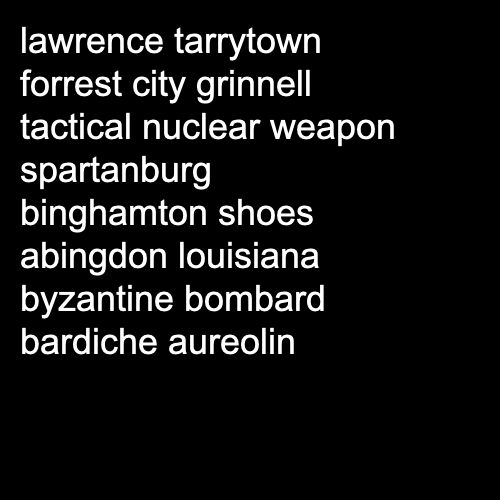 lawrence tarrytown
forrest city grinnell
tactical nuclear weapon
spartanburg
binghamton shoes
abingdon louisiana
byzantine bombard
bardiche aureolin